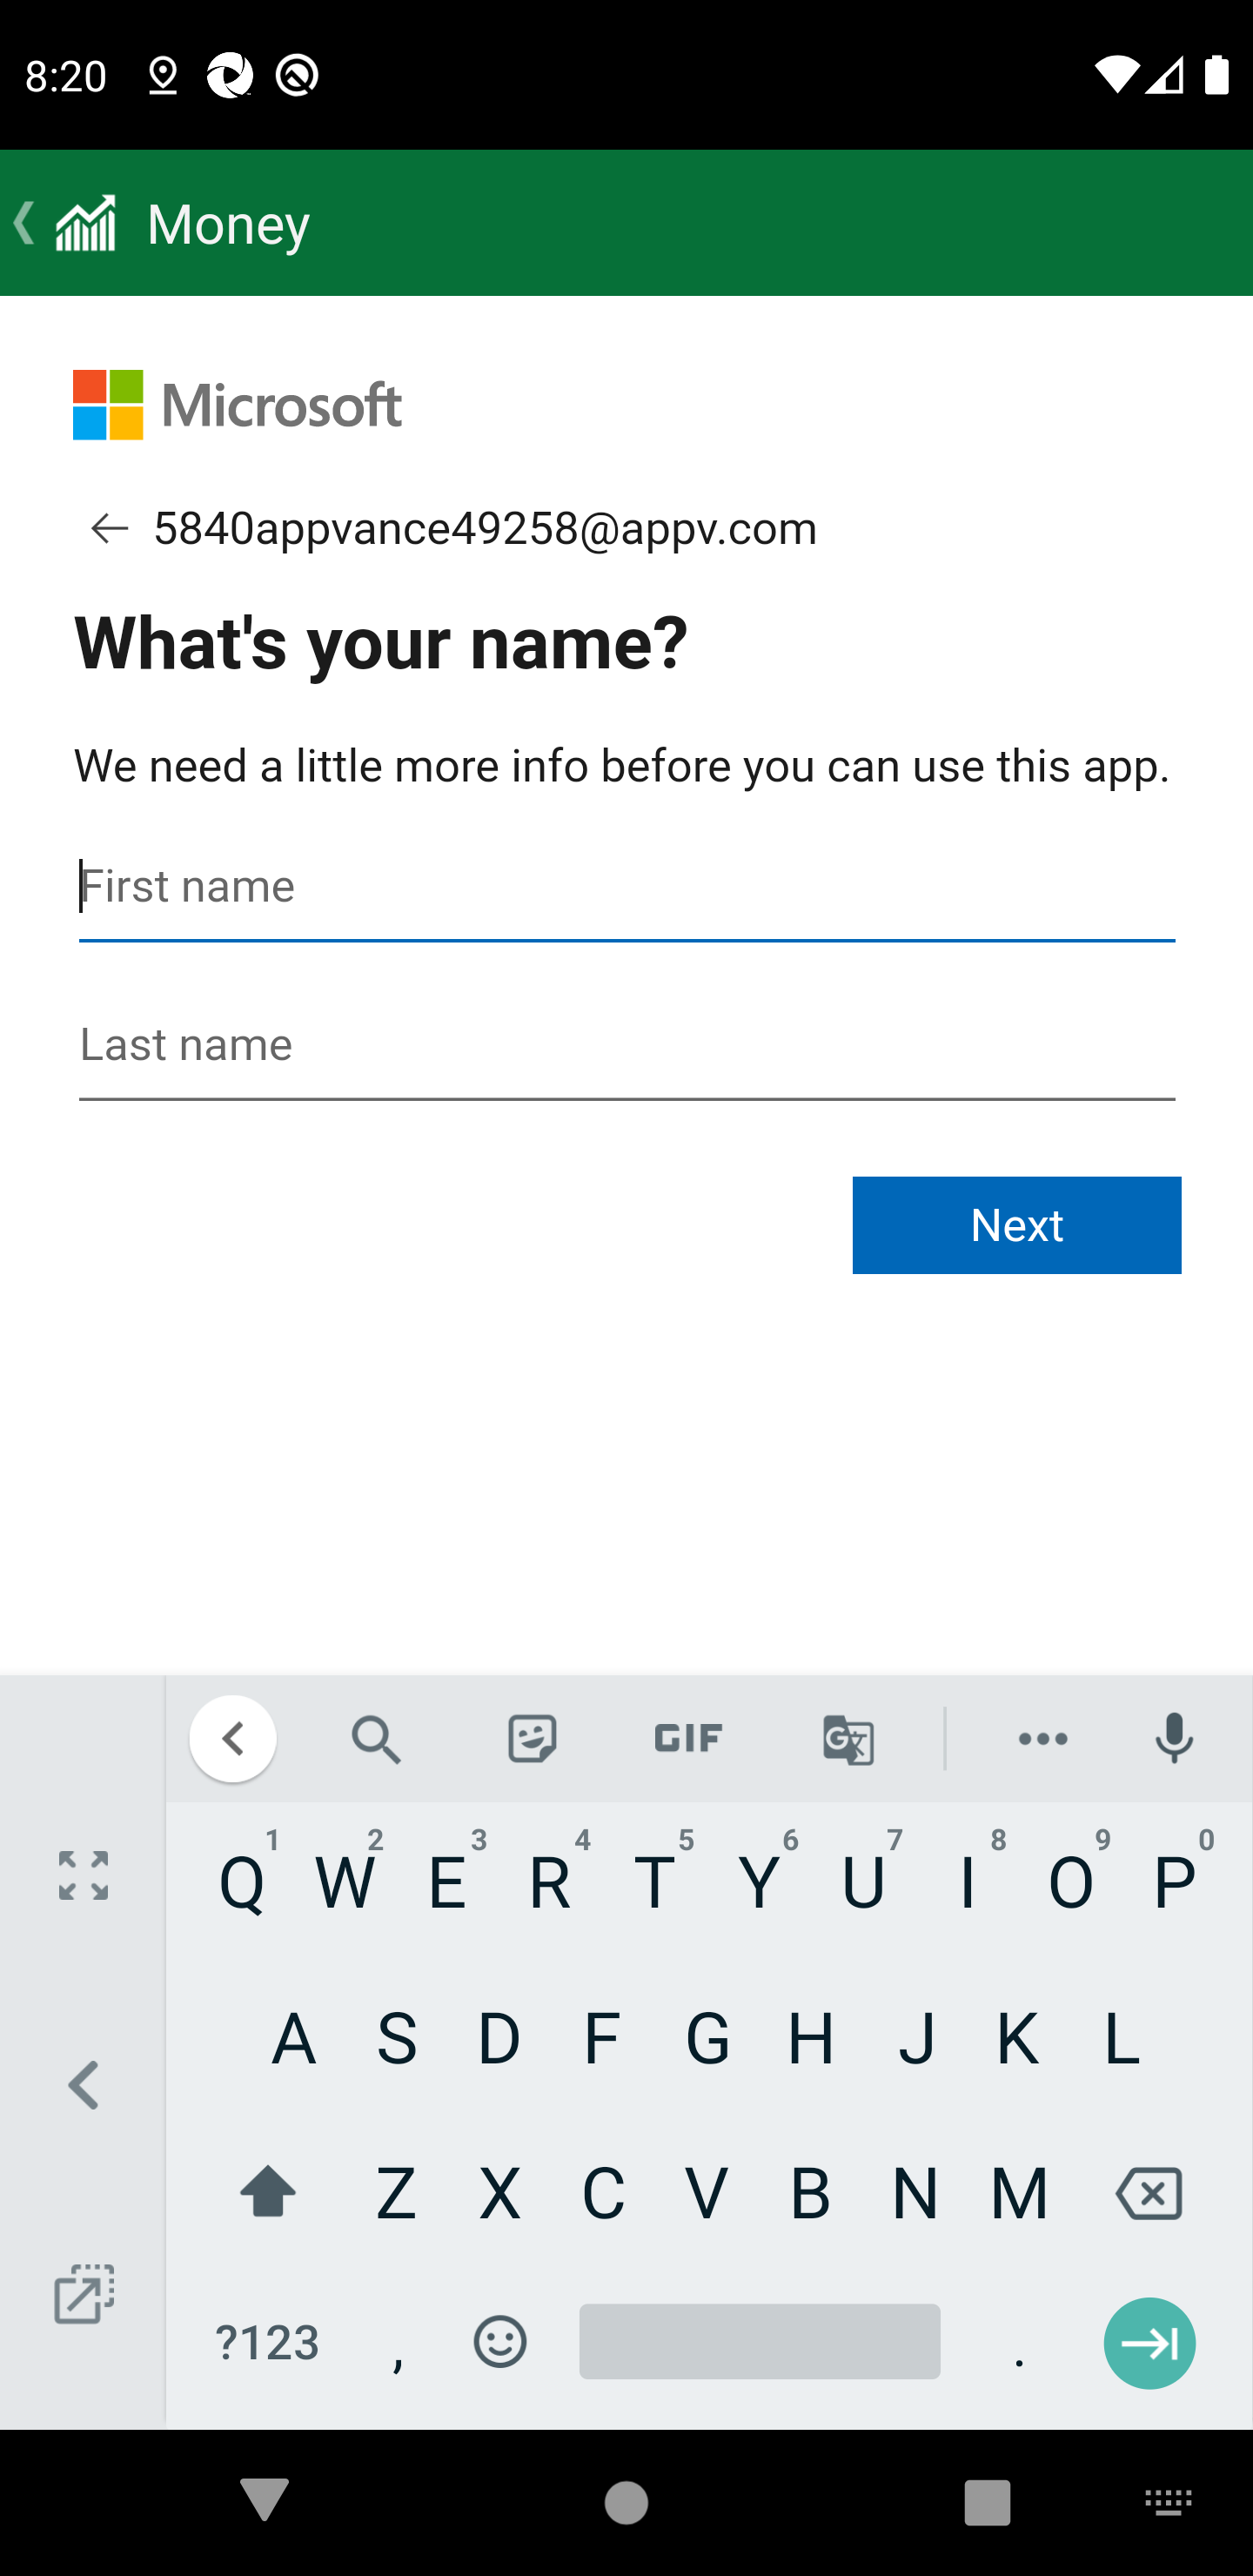 8:20
Money
Microsoft
5840appvance49258@appv.com
What's your name?
We need a little more info before you can use this app.
First name
Last name
Next
GIF
1 2 3 4 5 6 7 8 9 0
Q W E R T Y U I O P
A S D F G H J K L
Z X C V B N M
?123 , .